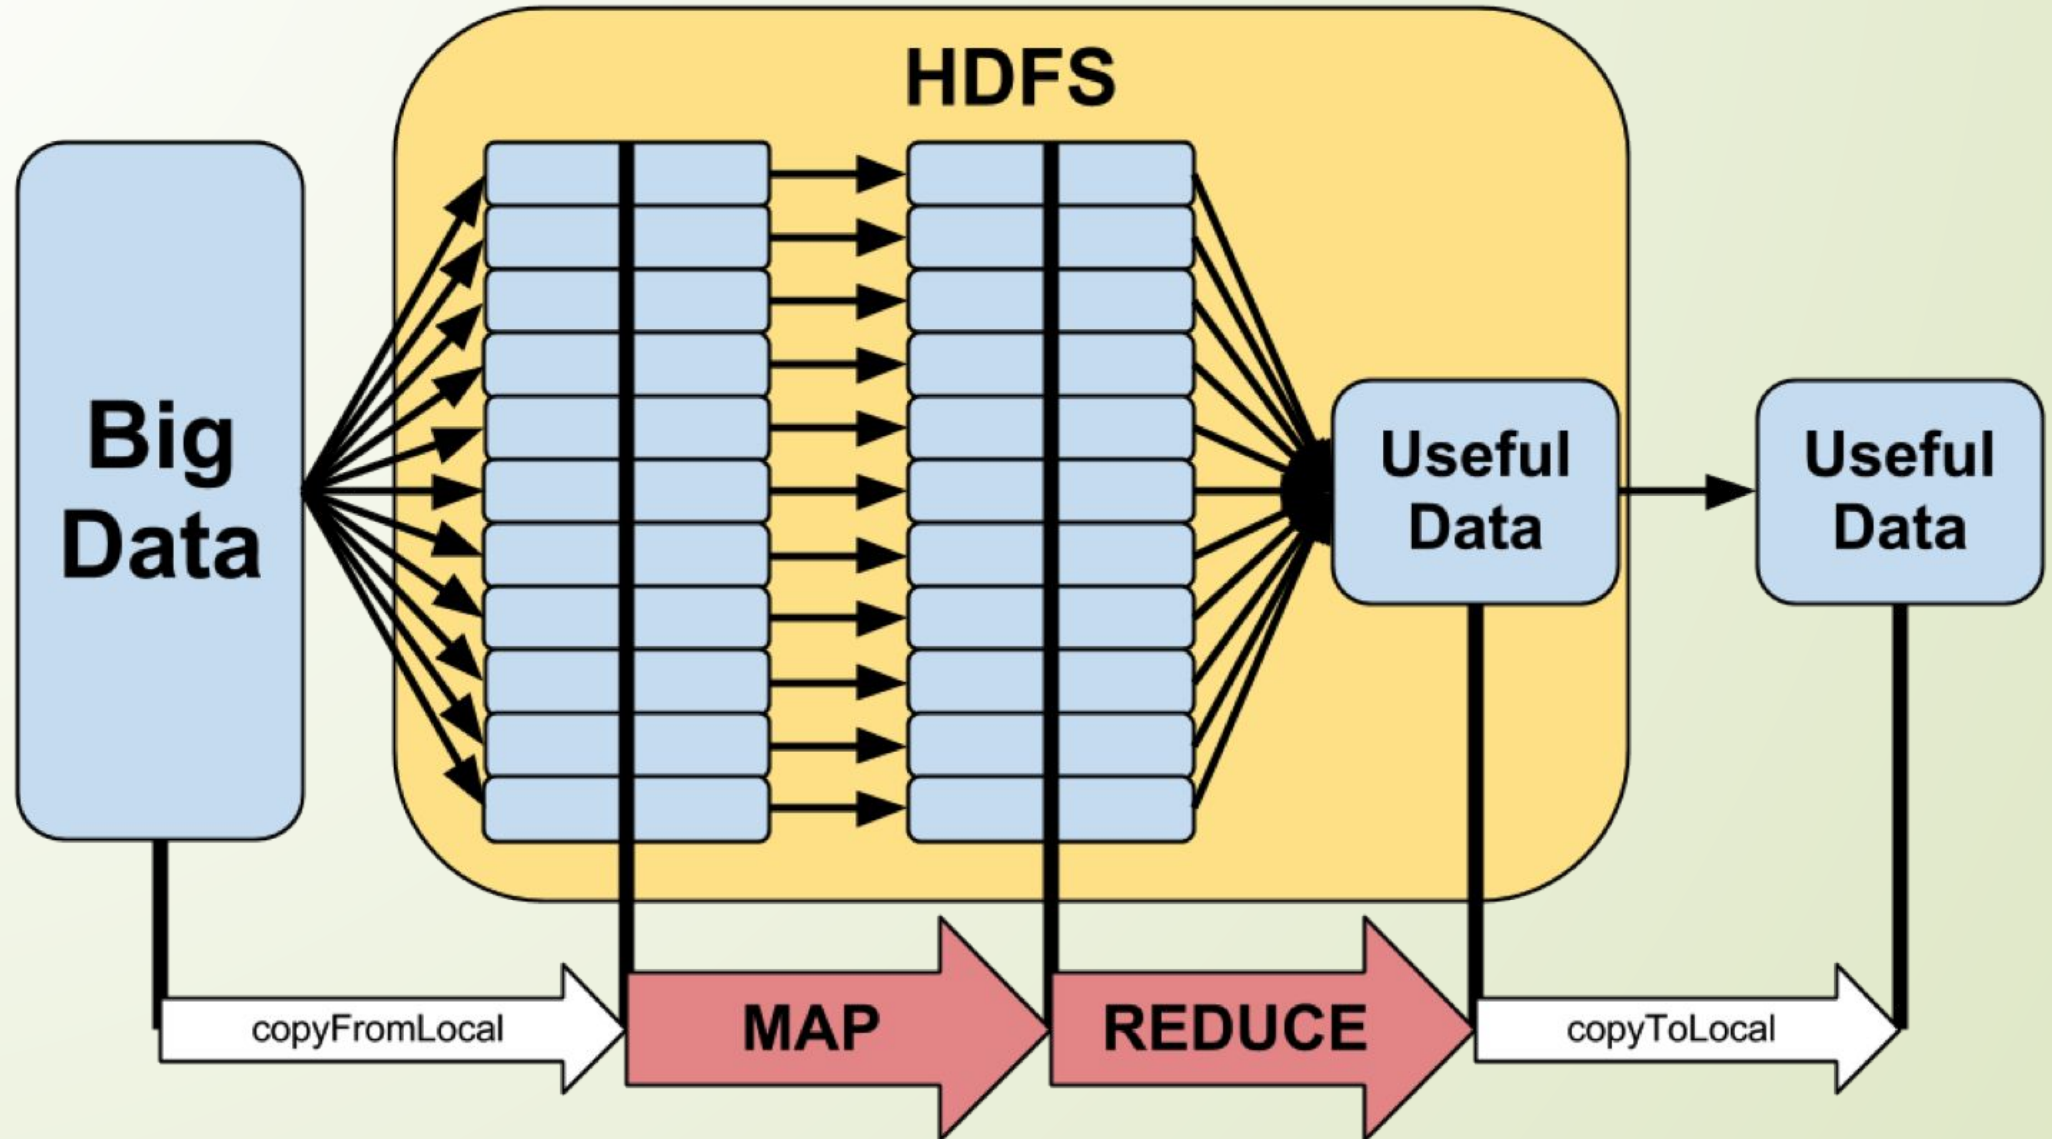 HDFS
Big
Data
Useful
Data
Useful
Data
copyFromLocal
MAP
REDUCE
copyToLocal